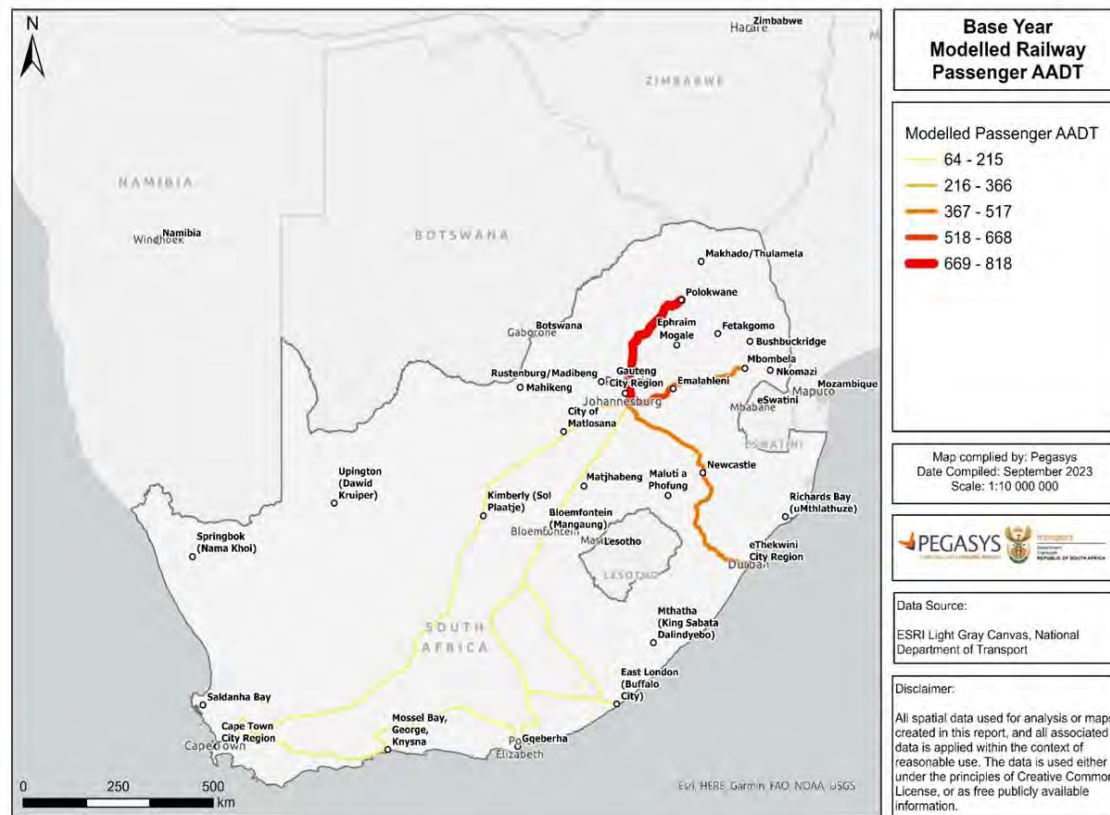 N
Zimbabwe
Harare
ZIMBABWE
NAMIBIA
Namibia
Windhoek
BOTSWANA
Makhado/Thulamela
Polokwane
Botswana
Gaborone
Ephraim
Mogale
Fetakgomo
Bushbuckridge
Mbombela
Nkomazi
Rustenburg/Madibeng
Gauteng
City Region
Emalahleni
Mahikeng
Johannesburg
Mozambique
Maputo
eSwatini
Mbabane
ESWATINI
City of
Matlosana
Upington
(Dawid
Kruiper)
Newcastle
Matjhabeng
Maluti a
Phofung
Kimberly (Sol
Plaatje)
Richards Bay
(uMthlathuze)
Bloemfontein
(Mangaung)
Bloemfontein
Lesotho
LESOTHO
Springbok
(Nama Khoi)
eThekwini
City Region
Durban
Mthatha
(King Sabata
Dalindyebo)
SOUTH
AFRICA
East London
(Buffalo
City)
Saldanha Bay
Cape Town
City Region
Cape Town
Mossel Bay,
George,
Knysna
Gqeberha
Elizabeth
0 250 500
km
Esri, HERE, Garmin, FAO, NOAA, USGS
Base Year
Modelled Railway
Passenger AADT
Modelled Passenger AADT
64 - 215
216 - 366
367 - 517
518 - 668
669 - 818
Map complied by: Pegasys
Date Compiled: September 2023
Scale: 1:10 000 000
PEGASYS
transport
Department:
Transport
REPUBLIC OF SOUTH AFRICA
Data Source:
ESRI Light Gray Canvas, National
Department of Transport
Disclaimer:
All spatial data used for analysis or maps
created in this report, and all associated
data is applied within the context of
reasonable use. The data is used either
under the principles of Creative Common
License, or as free publicly available
information.